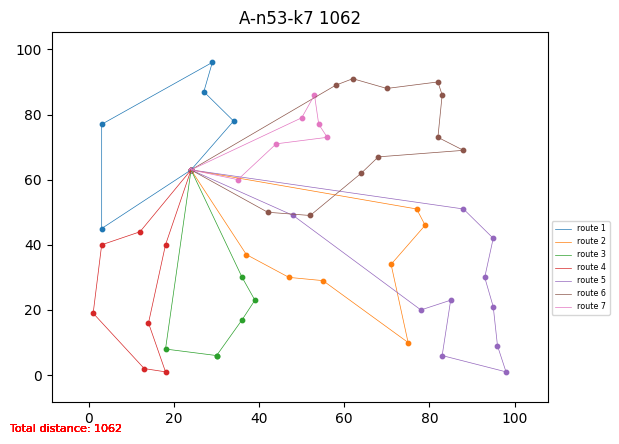 A-n53-k7 1062
100
80
60
40
20
0
0 20 40 60 80 100
route 1
route 2
route 3
route 4
route 5
route 6
route 7
Total distance: 1062